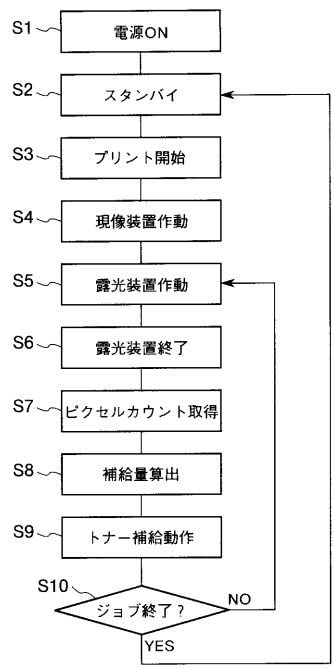 S1 電源ON
S2 スタンバイ
S3 プリント開始
S4 現像装置作動
S5 露光装置作動
S6 露光装置終了
S7 ピクセルカウント取得
S8 補給量算出
S9 トナー補給動作
S10
ジョブ終了？ NO
YES